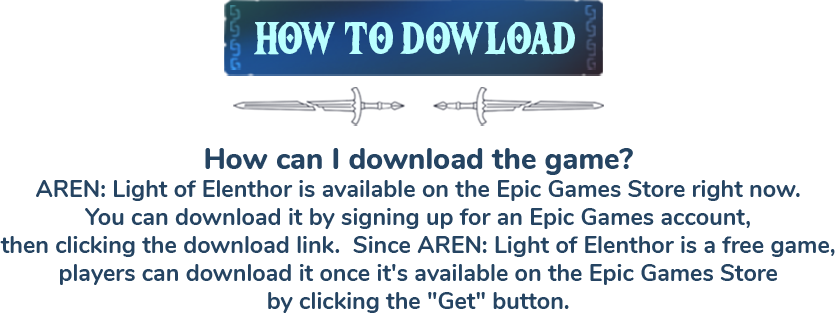 HOW TO DOWLOAD
How can I download the game?
AREN: Light of Elenthor is available on the Epic Games Store right now.
You can download it by signing up for an Epic Games account,
then clicking the download link.  Since AREN: Light of Elenthor is a free game,
players can download it once it's available on the Epic Games Store
by clicking the "Get" button.